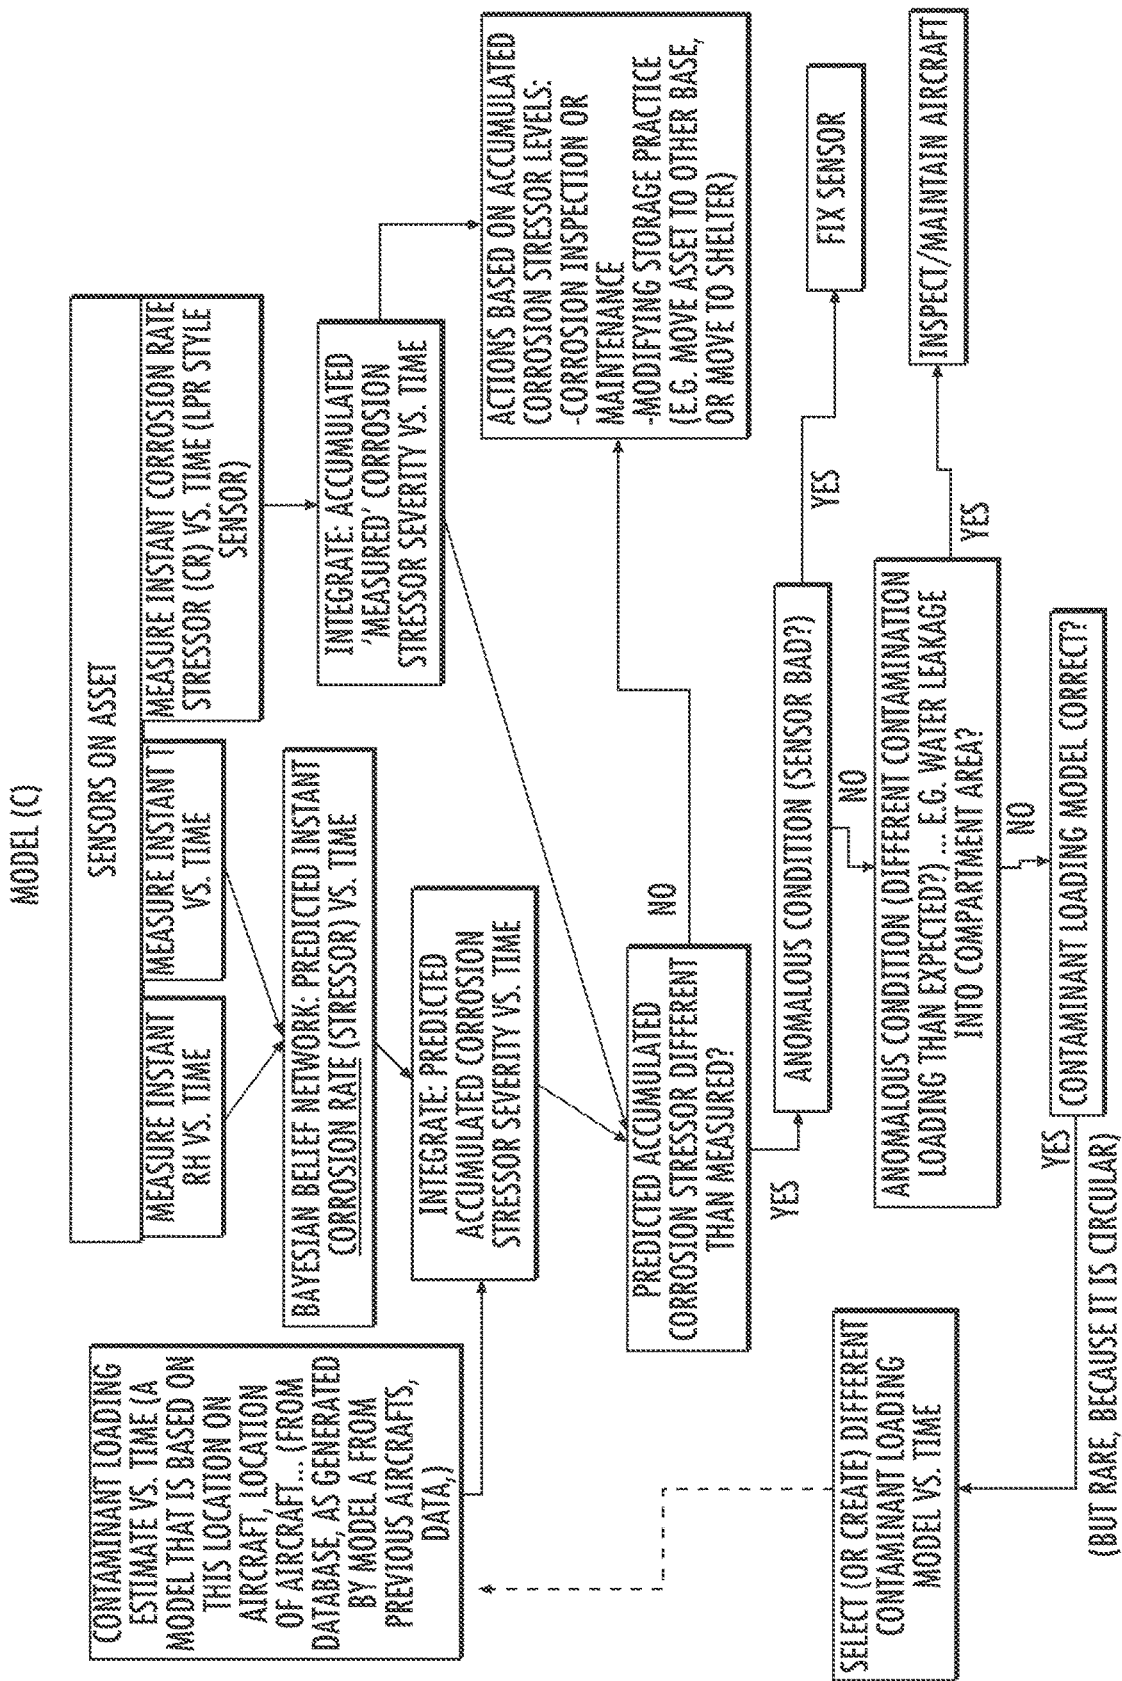 MODEL (C)
SENSORS ON ASSET
MEASURE INSTANT
RH VS. TIME
MEASURE INSTANT T
VS. TIME
MEASURE INSTANT CORROSION RATE
STRESSOR (CR) VS. TIME (LPR STYLE
SENSOR)
CONTAMINANT LOADING
ESTIMATE VS. TIME (A
MODEL THAT IS BASED ON
THIS LOCATION ON
AIRCRAFT, LOCATION
OF AIRCRAFT... (FROM
DATABASE, AS GENERATED
BY MODEL A FROM
PREVIOUS AIRCRAFTS,
DATA,)
BAYESIAN BELIEF NETWORK: PREDICTED INSTANT
CORROSION RATE (STRESSOR) VS. TIME
INTEGRATE: ACCUMULATED
'MEASURED' CORROSION
STRESSOR SEVERITY VS. TIME
INTEGRATE: PREDICTED
ACCUMULATED CORROSION
STRESSOR SEVERITY VS. TIME
ACTIONS BASED ON ACCUMULATED
CORROSION STRESSOR LEVELS:
-CORROSION INSPECTION OR
MAINTENANCE
-MODIFYING STORAGE PRACTICE
(E.G. MOVE ASSET TO OTHER BASE,
OR MOVE TO SHELTER)
PREDICTED ACCUMULATED
CORROSION STRESSOR DIFFERENT
THAN MEASURED?
NO
YES
ANOMALOUS CONDITION (SENSOR BAD?)
YES
FIX SENSOR
NO
ANOMALOUS CONDITION (DIFFERENT CONTAMINATION
LOADING THAN EXPECTED?) ... E.G. WATER LEAKAGE
INTO COMPARTMENT AREA?
YES
INSPECT/MAINTAIN AIRCRAFT
NO
CONTAMINANT LOADING MODEL CORRECT?
YES
(BUT RARE, BECAUSE IT IS CIRCULAR)
SELECT (OR CREATE) DIFFERENT
CONTAMINANT LOADING
MODEL VS. TIME